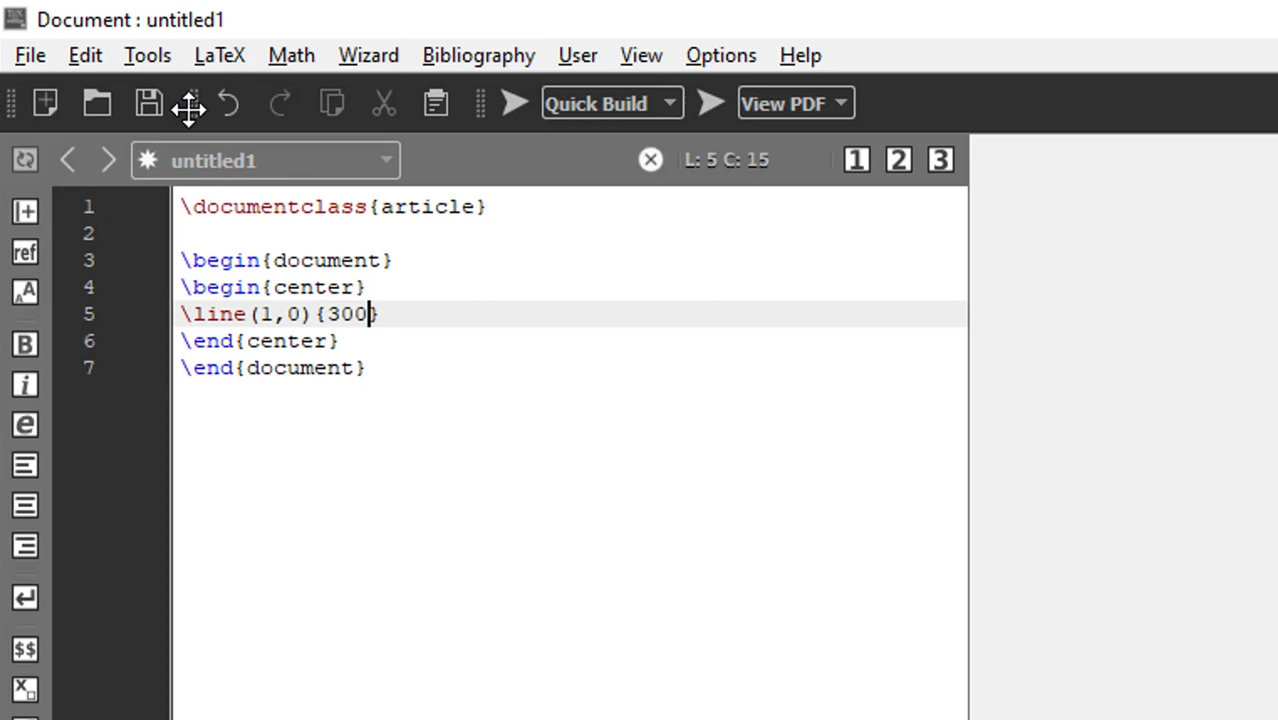 Document : untitled1
File Edit Tools LaTeX Math Wizard Bibliography User View Options Help
Quick Build View PDF
untitled1 L: 5 C: 15 1 2 3
1 \documentclass{article}
2
3 \begin{document}
4 \begin{center}
5 \line(1,0){300}
6 \end{center}
7 \end{document}
ref
A A
B
i
e
$$
X